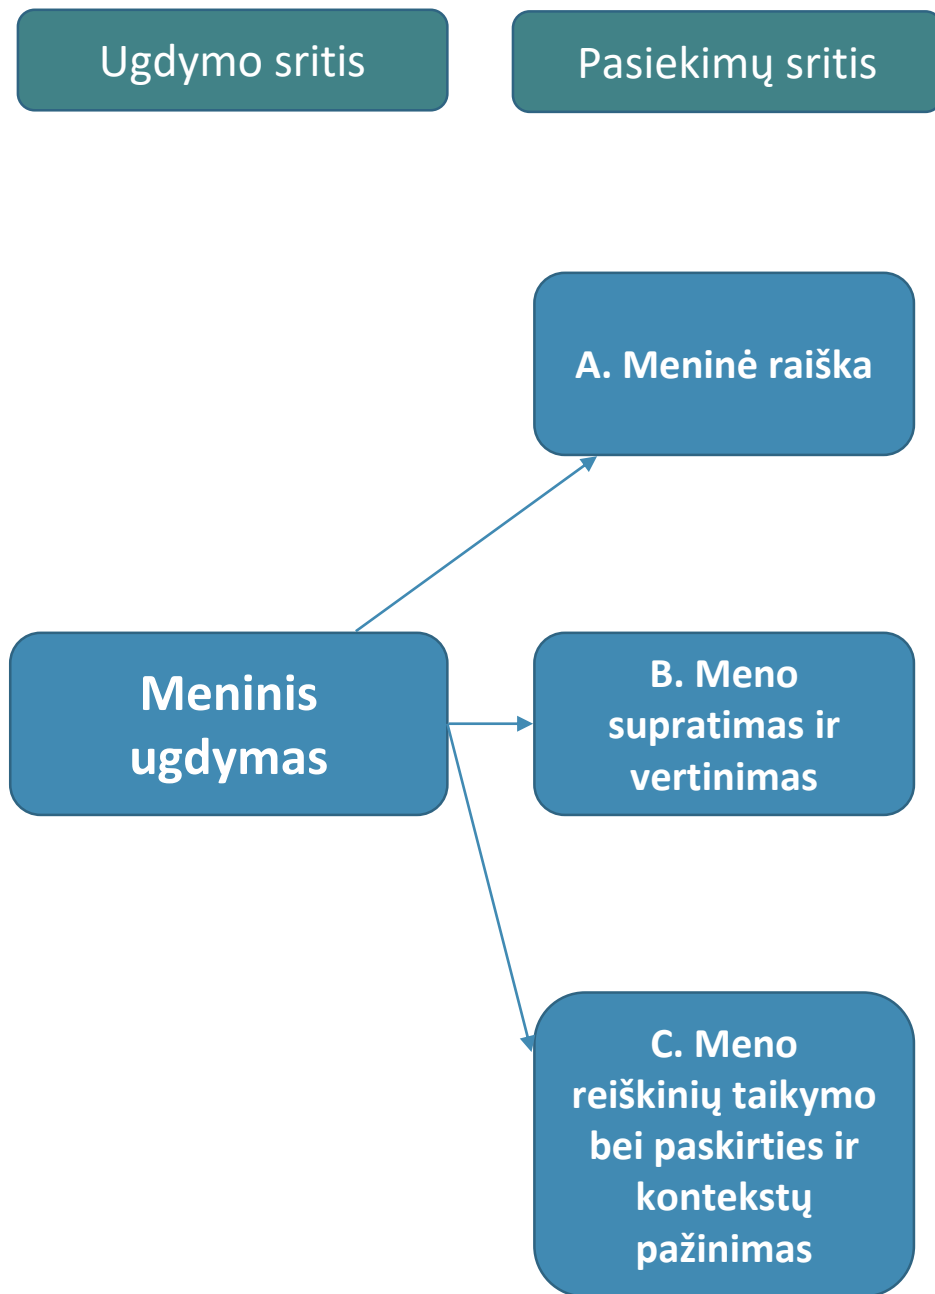 Ugdymo sritis
Pasiekimų sritis
A. Meninė raiška
Meninis
ugdymas
B. Meno
supratimas ir
vertinimas
C. Meno
reiškinių taikymo
bei paskirties ir
kontekstų
pažinimas